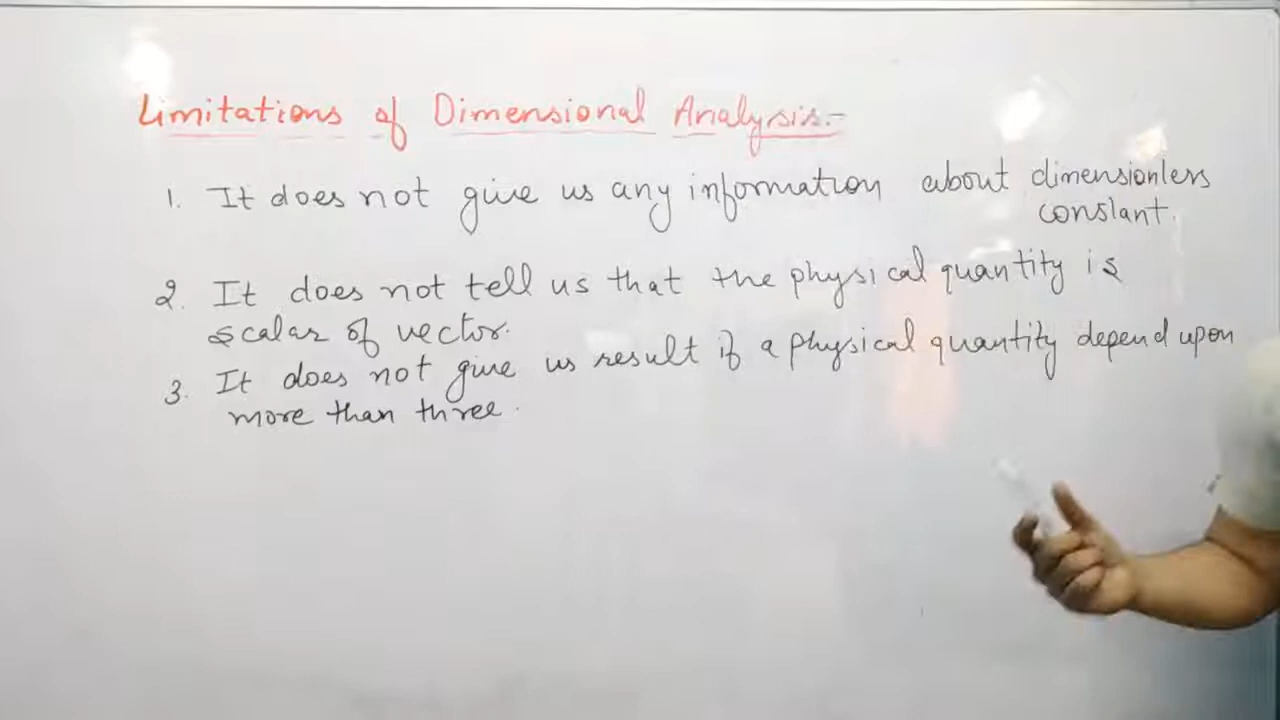 Limitations of Dimensional Analysis:-
1. It does not give us any information about dimensionless
constant.
2. It does not tell us that the physical quantity is
scalar of vector.
3. It does not give us result if a physical quantity depend upon
more than three.